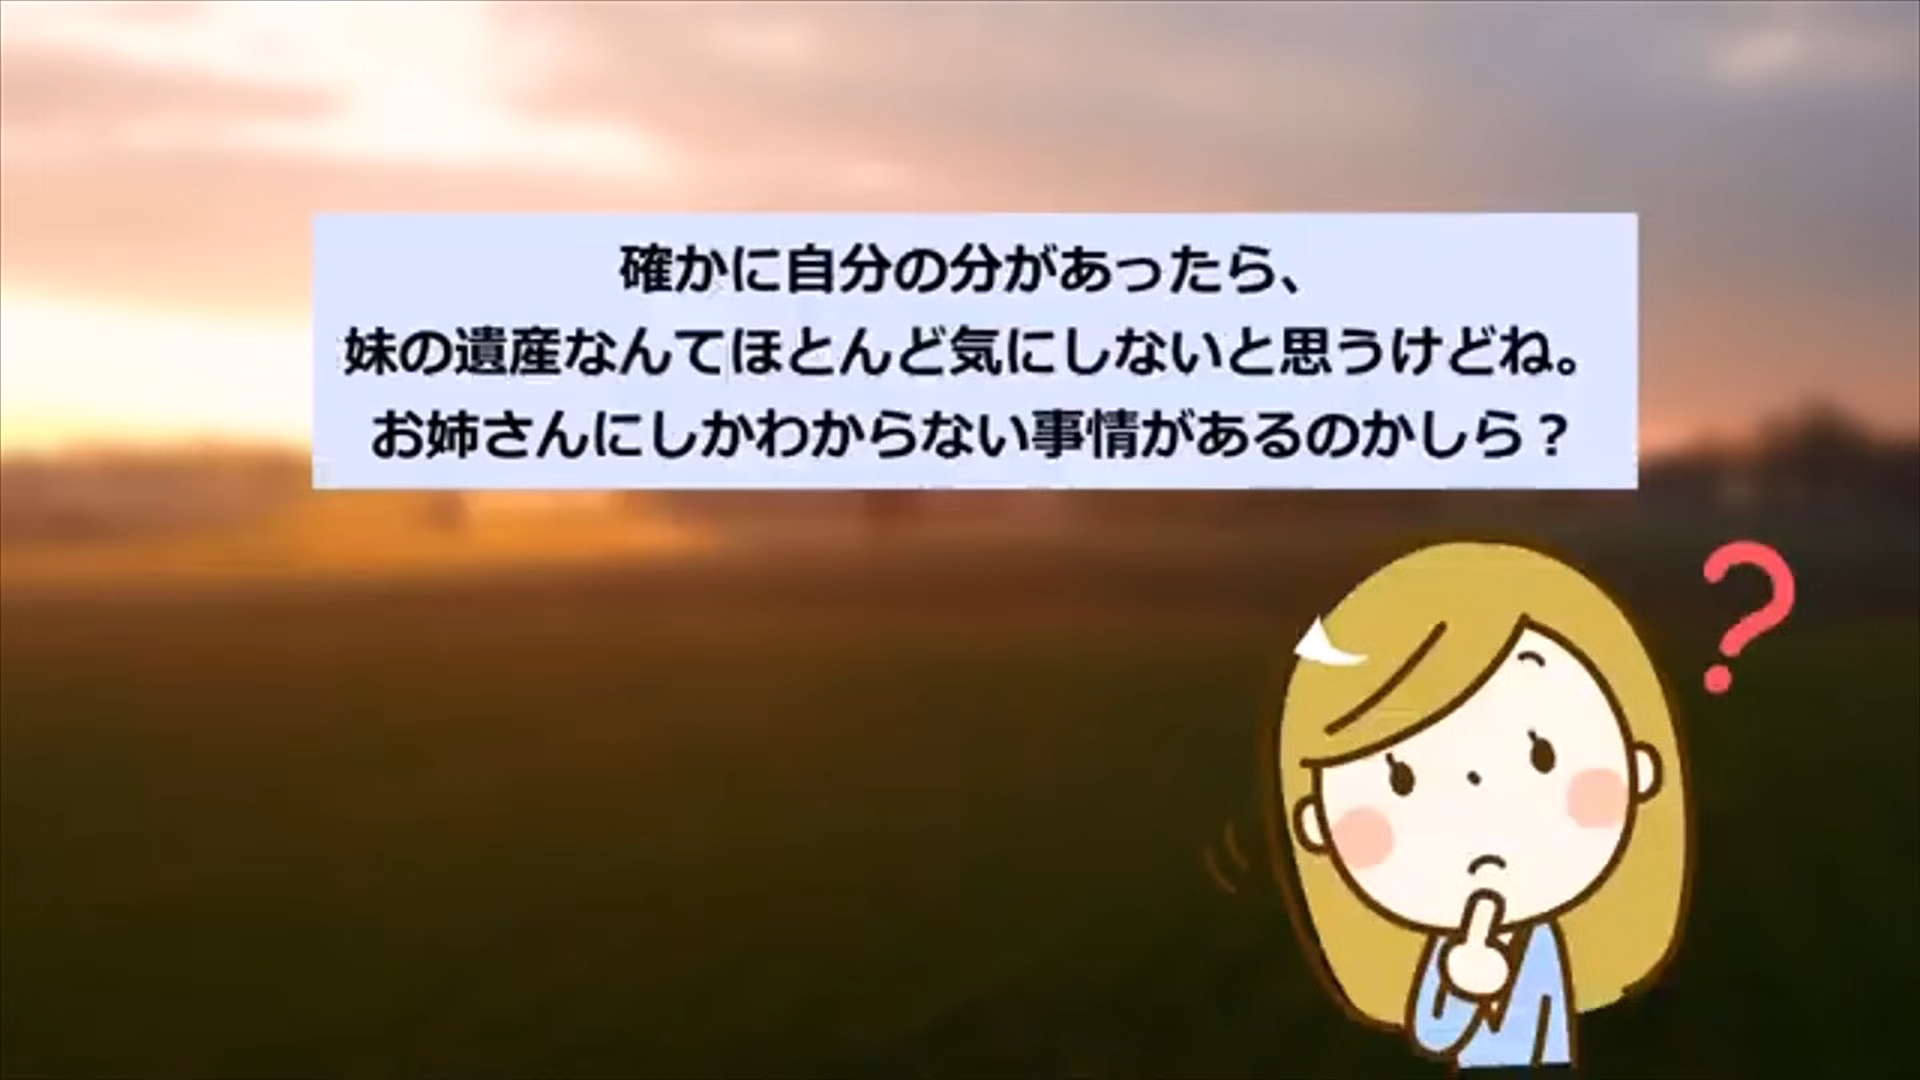 確かに自分の分があったら、
妹の遺産なんてほとんど気にしないと思うけどね。
お姉さんにしかわからない事情があるのかしら？
?